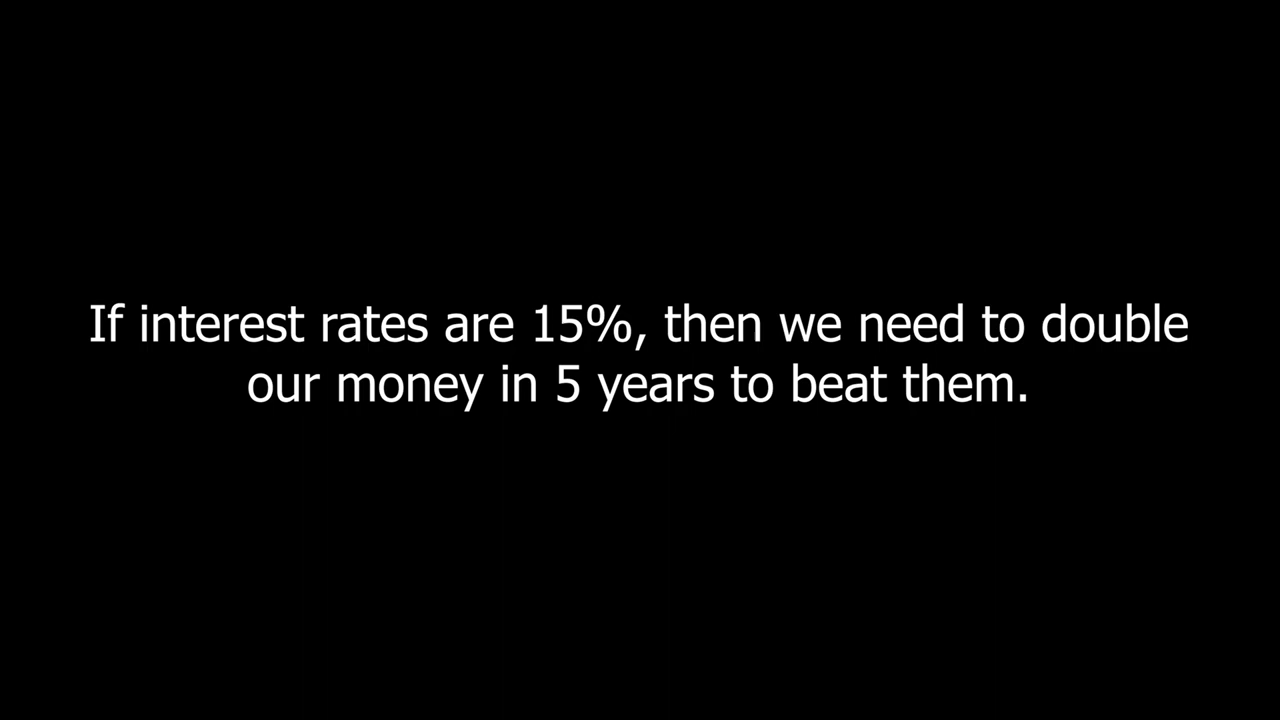 If interest rates are 15%, then we need to double
our money in 5 years to beat them.